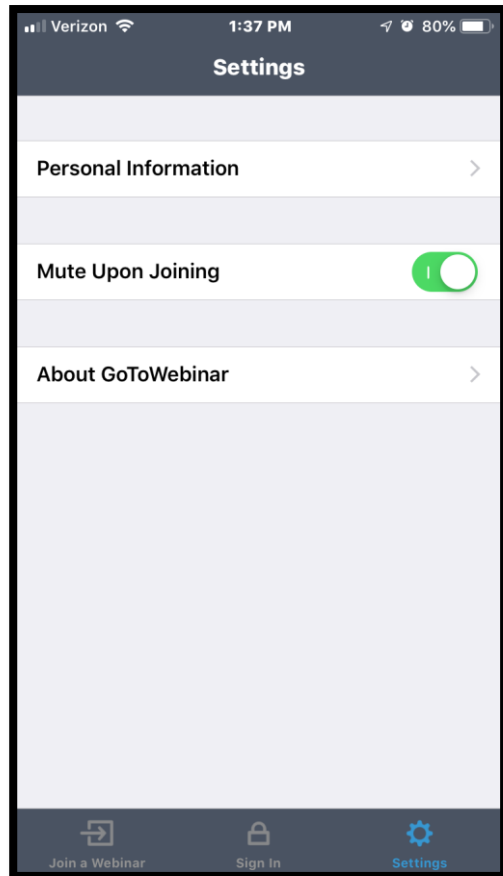 Verizon 1:37 PM 80%
Settings
Personal Information
Mute Upon Joining
About GoToWebinar
Join a Webinar Sign In Settings